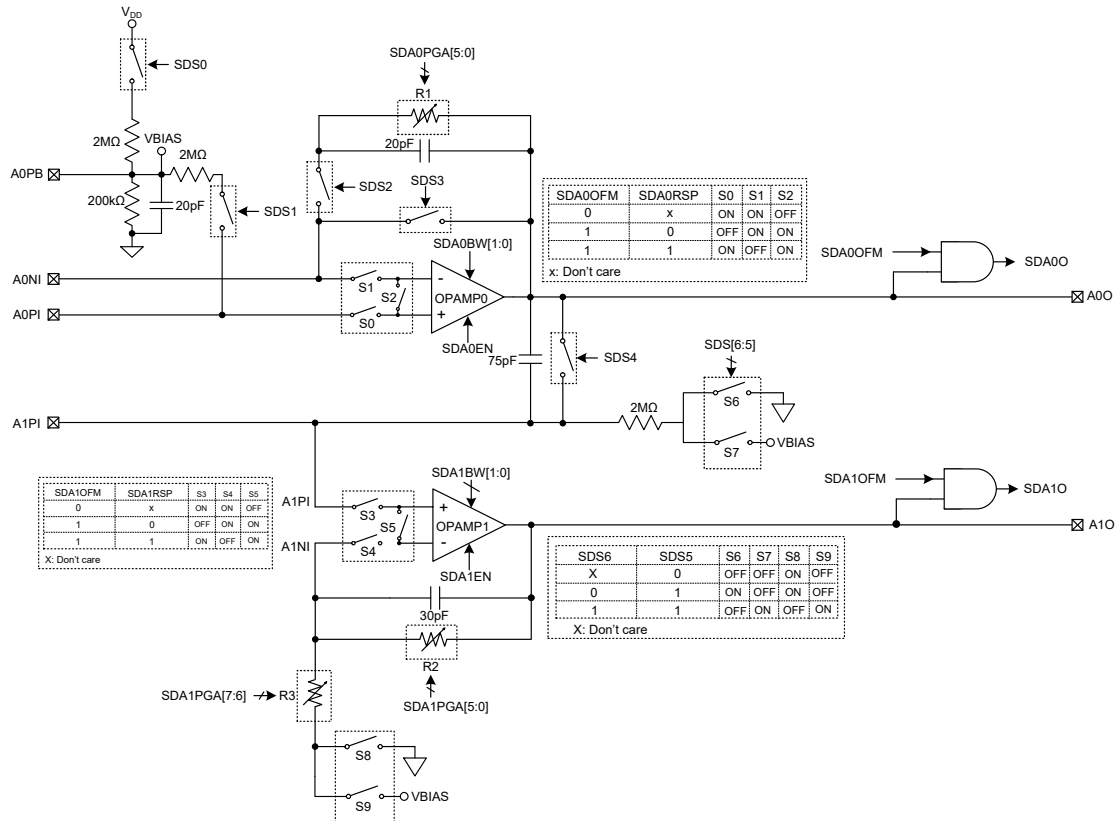 VDD
SDS0
SDA0PGA[5:0]
R1
2MΩ
VBIAS
2MΩ
20pF
A0PB
SDS2
SDS3
200kΩ
20pF
SDS1
SDA0OFM SDA0RSP S0 S1 S2
0 x ON ON OFF
1 0 OFF ON ON
1 1 ON OFF ON
x: Don't care
SDA0BW[1:0]
SDA0OFM
SDA0O
A0NI
S1
S2
-
OPAMP0
A0O
A0PI
S0
+
SDA0EN
75pF
SDS4
SDS[6:5]
S6
A1PI
2MΩ
S7
VBIAS
SDA1BW[1:0]
SDA1OFM
SDA1O
SDA1OFM SDA1RSP S3 S4 S5
0 x ON ON OFF
1 0 OFF ON ON
1 1 ON OFF ON
X: Don't care
A1PI
S3
+
S5
OPAMP1
A1O
A1NI
S4
-
SDA1EN
SDS6 SDS5 S6 S7 S8 S9
X 0 OFF OFF ON OFF
0 1 ON OFF ON OFF
1 1 OFF ON OFF ON
X: Don't care
30pF
R2
SDA1PGA[7:6]
R3
SDA1PGA[5:0]
S8
S9
VBIAS